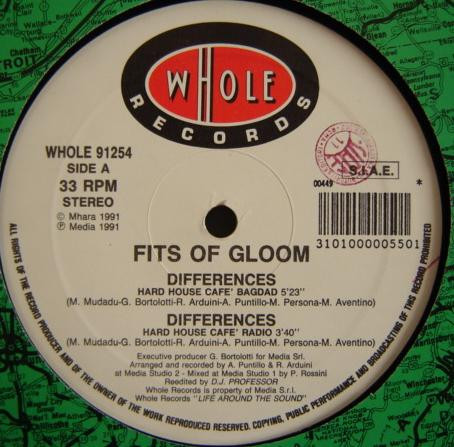 WHOLE
RECORDS
WHOLE 91254
SIDE A
33 RPM
STEREO
© Mhara 1991
℗ Media 1991
S.I.A.E.
00449 *
3101000005501
FITS OF GLOOM
DIFFERENCES
HARD HOUSE CAFE' BAGDAD 5'23"
(M. Mudadu-G. Bortolotti-R. Arduini-A. Puntillo-M. Persona-M. Aventino)
DIFFERENCES
HARD HOUSE CAFE' RADIO 3'40"
(M. Mudadu-G. Bortolotti-R. Arduini-A. Puntillo-M. Persona-M. Aventino)
Executive producer G. Bortolotti for Media Srl.
Arranged and recorded by A. Puntillo & R. Arduini
at Media Studio 2 - Mixed at Media Studio 1 by P. Rossini
Reedited by D.J. PROFESSOR
Whole Records is property of Media S.r.l.
Whole Records "LIFE AROUND THE SOUND"
ALL RIGHTS OF THE RECORD PRODUCER AND OF THE OWNER OF THE WORK REPRODUCED RESERVED. COPYING, PUBLIC PERFORMANCE AND BROADCASTING OF THIS RECORD PROHIBITED